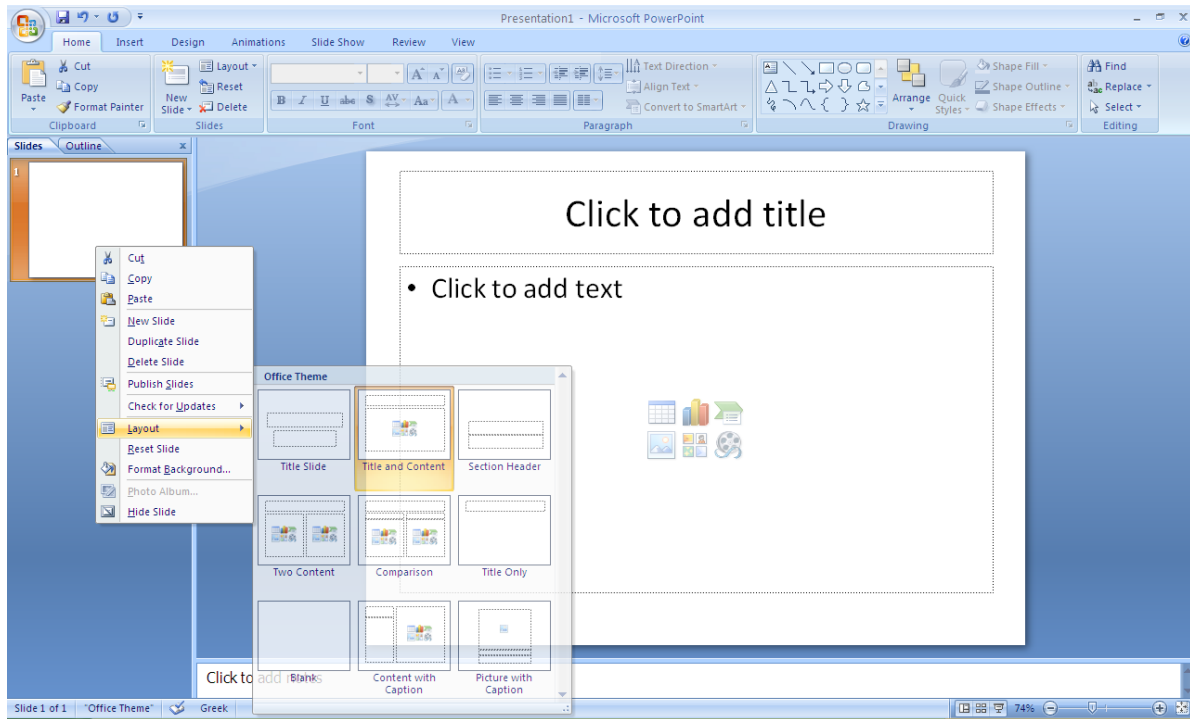 Presentation1 - Microsoft PowerPoint
Home Insert Design Animations Slide Show Review View
Paste
Cut
Copy
Format Painter
Clipboard
New
Slide
Layout
Reset
Delete
Slides
B I U abc S AV Aa A
Font
Text Direction
Align Text
Convert to SmartArt
Paragraph
Arrange
Quick
Styles
Shape Fill
Shape Outline
Shape Effects
Drawing
Find
Replace
Select
Editing
Slides Outline x
1
Cut
Copy
Paste
New Slide
Duplicate Slide
Delete Slide
Publish Slides
Check for Updates
Layout
Reset Slide
Format Background...
Photo Album...
Hide Slide
Office Theme
Title Slide
Title and Content
Section Header
Two Content
Comparison
Title Only
Blank
Content with
Caption
Picture with
Caption
Click to add title
• Click to add text
Click to add notes
Slide 1 of 1 "Office Theme" Greek 74%